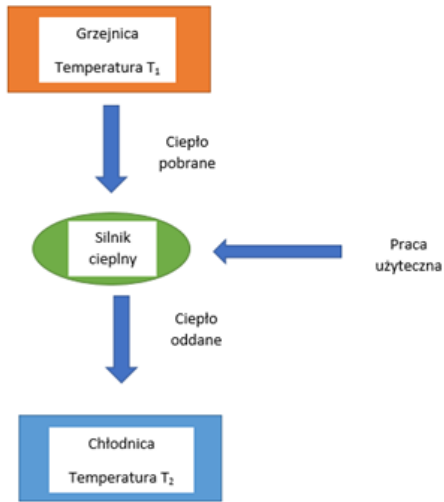 Grzejnica
Temperatura T₁
Ciepło
pobrane
Silnik
cieplny
Praca
użyteczna
Ciepło
oddane
Chłodnica
Temperatura T₂